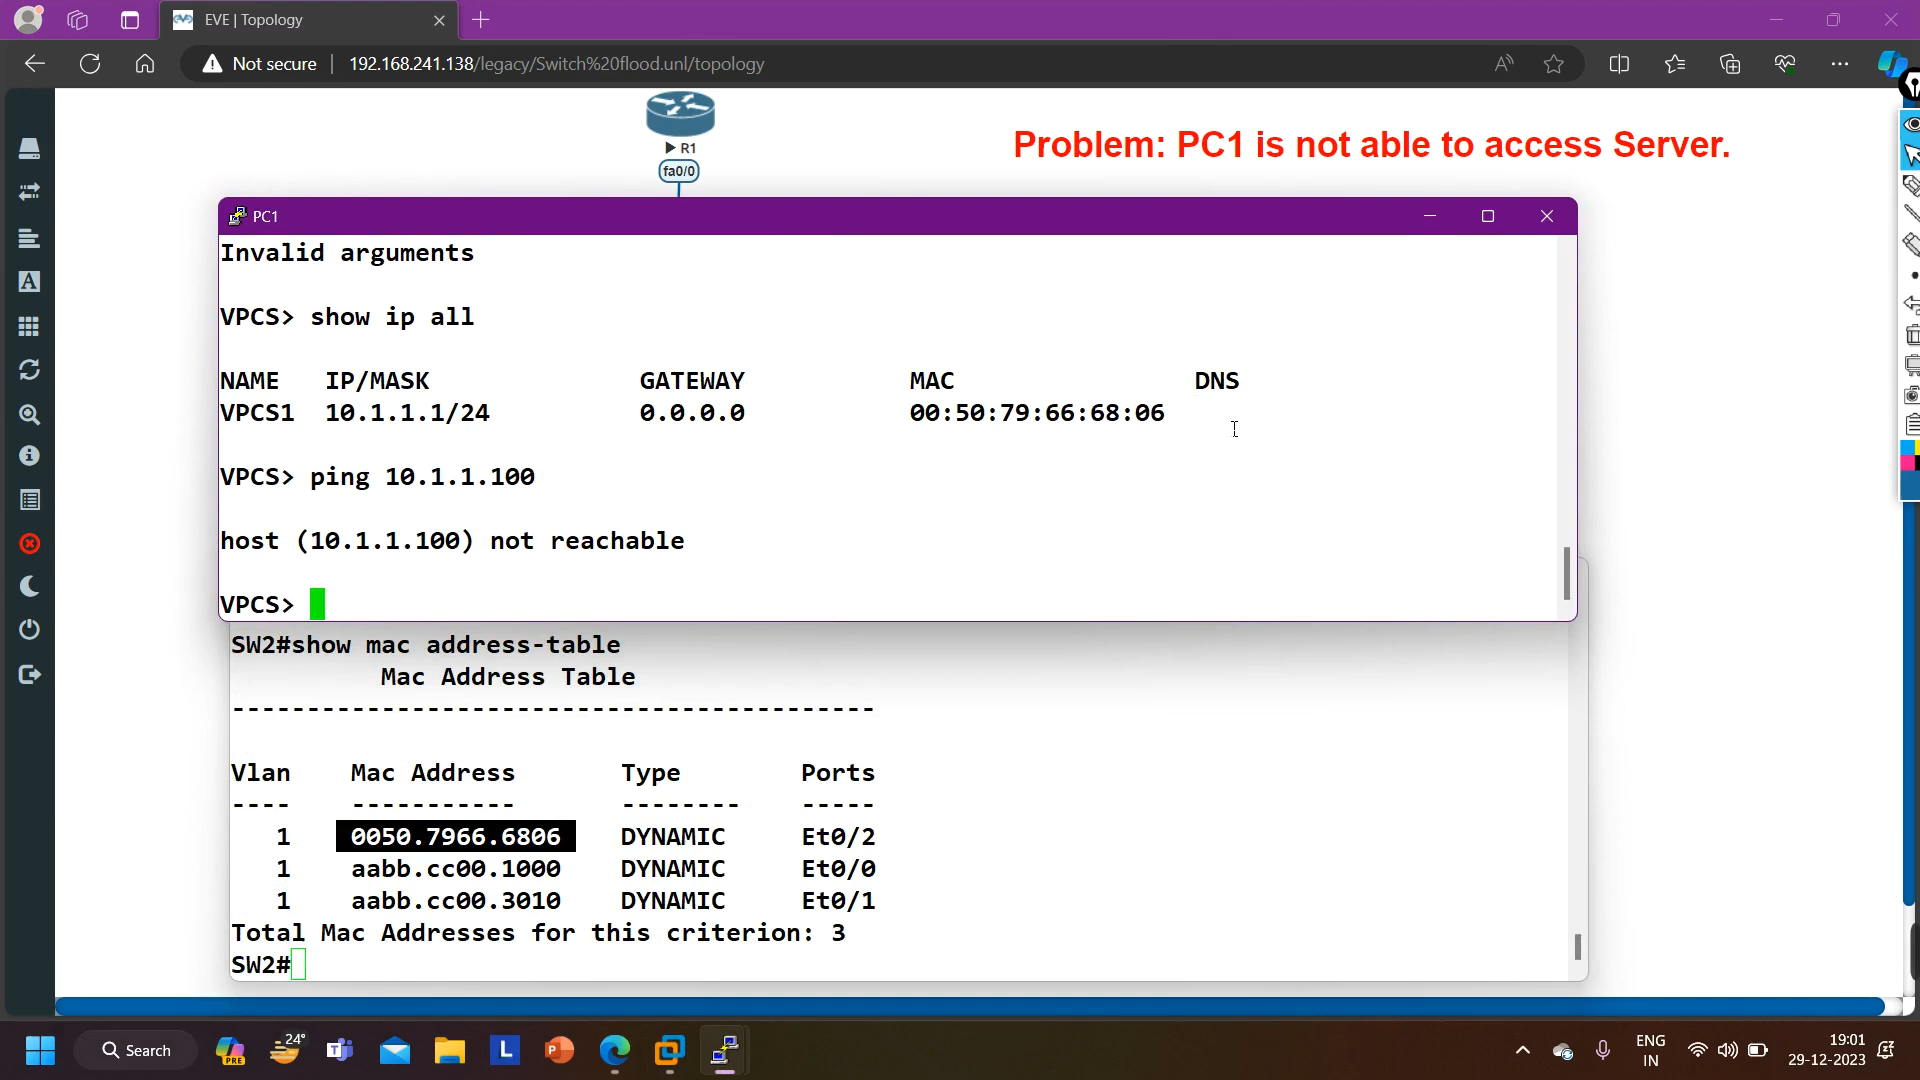 EVE | Topology
Not secure
192.168.241.138/legacy/Switch%20flood.unl/topology
R1
fa0/0
Problem: PC1 is not able to access Server.
PC1
Invalid arguments
VPCS> show ip all
NAME IP/MASK GATEWAY MAC DNS
VPCS1 10.1.1.1/24 0.0.0.0 00:50:79:66:68:06
VPCS> ping 10.1.1.100
host (10.1.1.100) not reachable
VPCS>
SW2#show mac address-table
Mac Address Table
-------------------------------------------
Vlan Mac Address Type Ports
---- ----------- -------- -----
1 0050.7966.6806 DYNAMIC Et0/2
1 aabb.cc00.1000 DYNAMIC Et0/0
1 aabb.cc00.3010 DYNAMIC Et0/1
Total Mac Addresses for this criterion: 3
SW2#
Search
PRE
24°
L
ENG
IN
19:01
29-12-2023